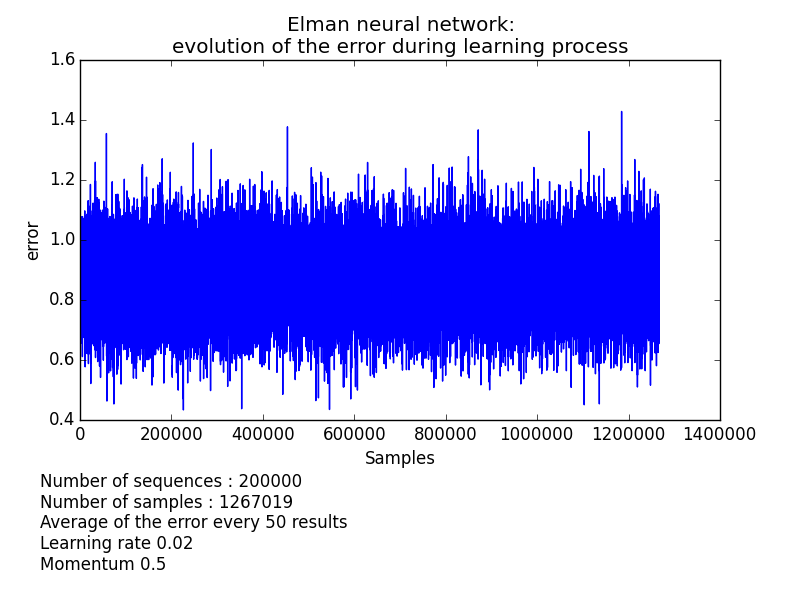 Elman neural network:
evolution of the error during learning process
1.6
1.4
1.2
1.0
0.8
0.6
0.4
error
0 200000 400000 600000 800000 1000000 1200000 1400000
Samples
Number of sequences : 200000
Number of samples : 1267019
Average of the error every 50 results
Learning rate 0.02
Momentum 0.5